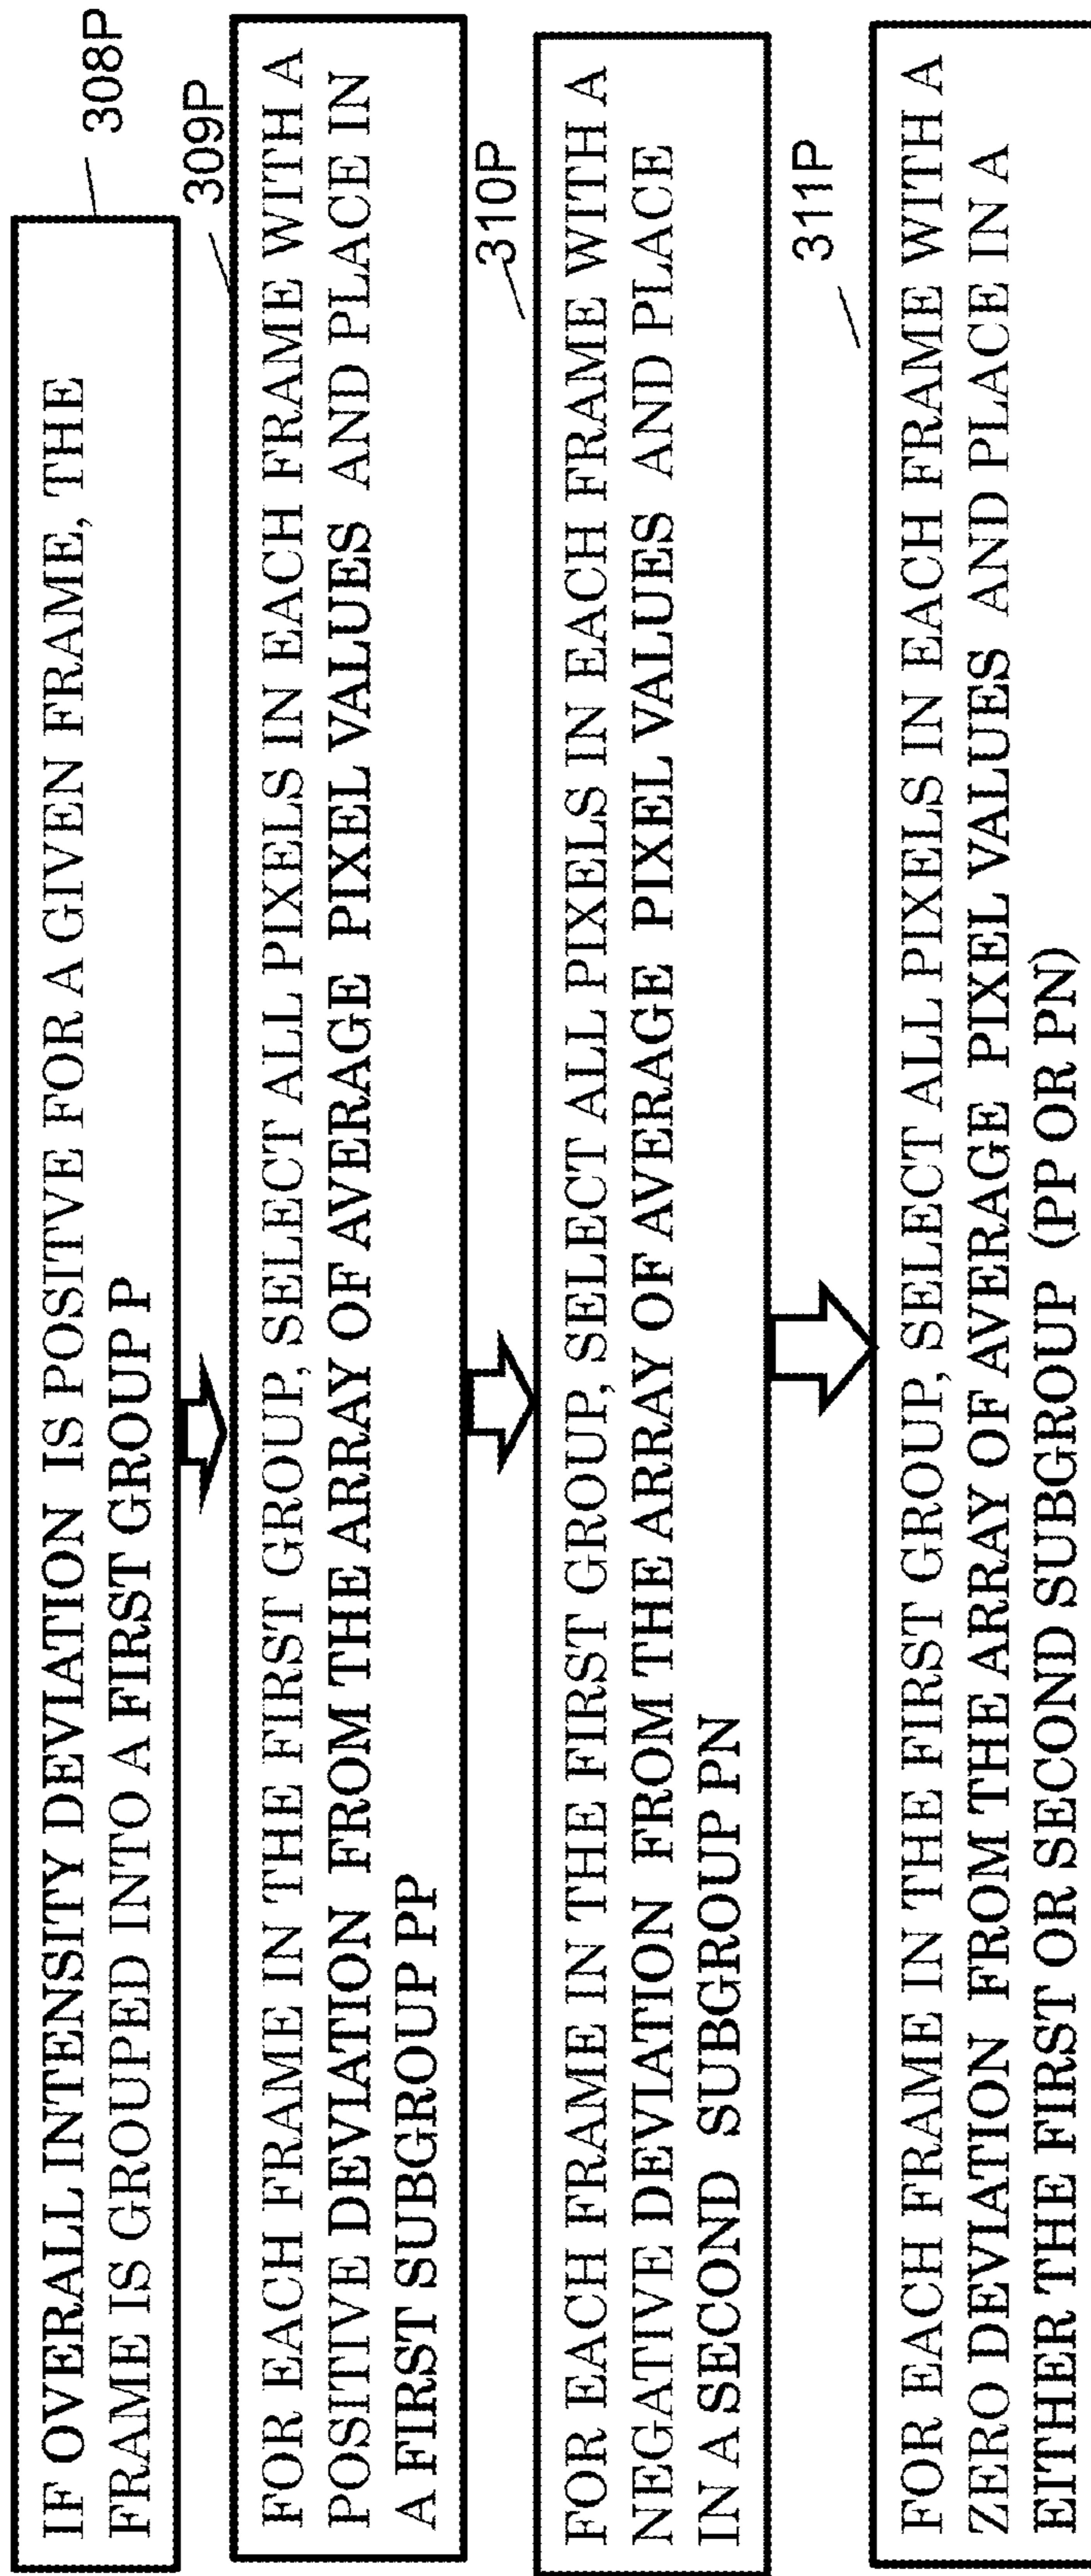 IF OVERALL INTENSITY DEVIATION IS POSITVE FOR A GIVEN FRAME, THE
FRAME IS GROUPED INTO A FIRST GROUP P
308P
FOR EACH FRAME IN THE FIRST GROUP, SELECT ALL PIXELS IN EACH FRAME WITH A
POSITIVE DEVIATION FROM THE ARRAY OF AVERAGE PIXEL VALUES AND PLACE IN
A FIRST SUBGROUP PP
309P
FOR EACH FRAME IN THE FIRST GROUP, SELECT ALL PIXELS IN EACH FRAME WITH A
NEGATIVE DEVIATION FROM THE ARRAY OF AVERAGE PIXEL VALUES AND PLACE
IN A SECOND SUBGROUP PN
310P
FOR EACH FRAME IN THE FIRST GROUP, SELECT ALL PIXELS IN EACH FRAME WITH A
ZERO DEVIATION FROM THE ARRAY OF AVERAGE PIXEL VALUES AND PLACE IN A
EITHER THE FIRST OR SECOND SUBGROUP (PP OR PN)
311P